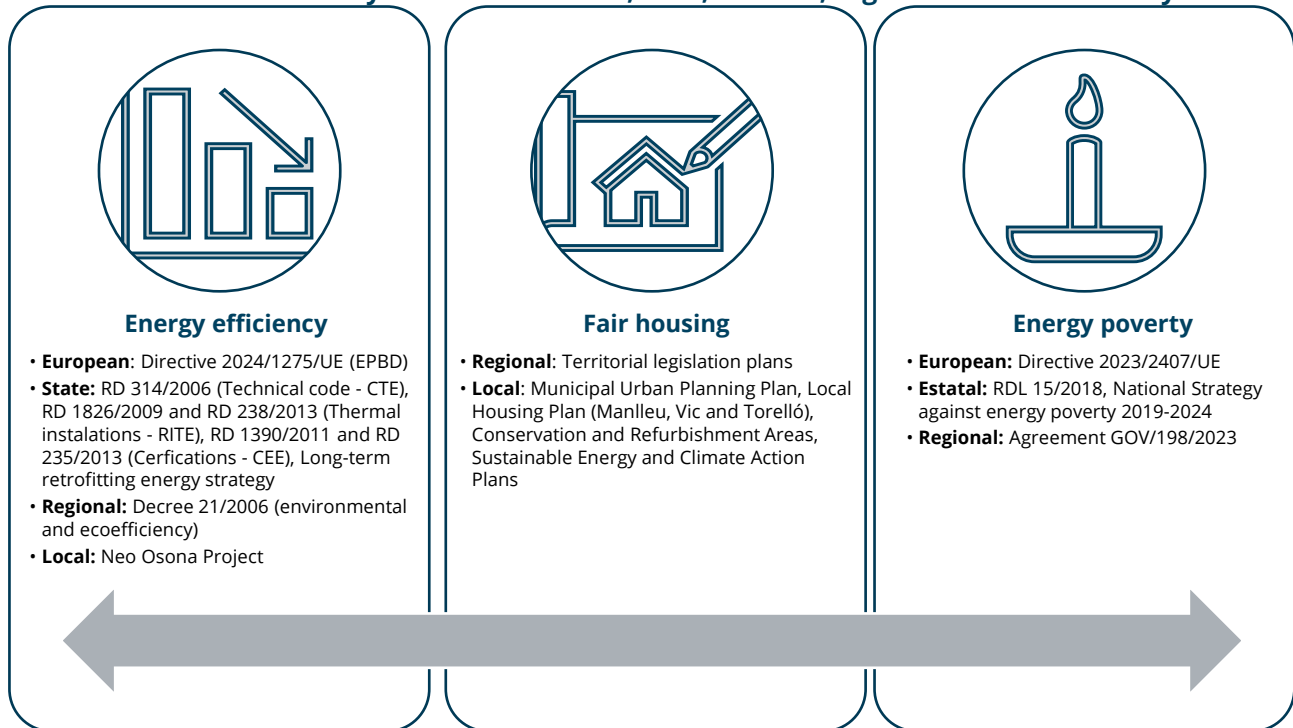 Energy efficiency
• European: Directive 2024/1275/UE (EPBD)
• State: RD 314/2006 (Technical code - CTE),
RD 1826/2009 and RD 238/2013 (Thermal
instalations - RITE), RD 1390/2011 and RD
235/2013 (Cerfications - CEE), Long-term
retrofitting energy strategy
• Regional: Decree 21/2006 (environmental
and ecoefficiency)
• Local: Neo Osona Project
Fair housing
• Regional: Territorial legislation plans
• Local: Municipal Urban Planning Plan, Local
Housing Plan (Manlleu, Vic and Torelló),
Conservation and Refurbishment Areas,
Sustainable Energy and Climate Action
Plans
Energy poverty
• European: Directive 2023/2407/UE
• Estatal: RDL 15/2018, National Strategy
against energy poverty 2019-2024
• Regional: Agreement GOV/198/2023